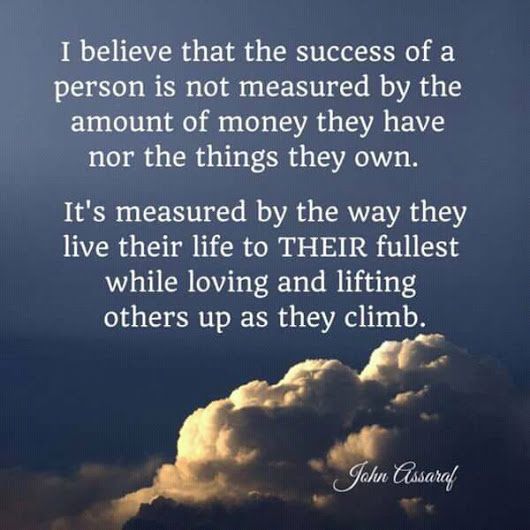 I believe that the success of a
person is not measured by the
amount of money they have
nor the things they own.
It's measured by the way they
live their life to THEIR fullest
while loving and lifting
others up as they climb.
John Assaraf